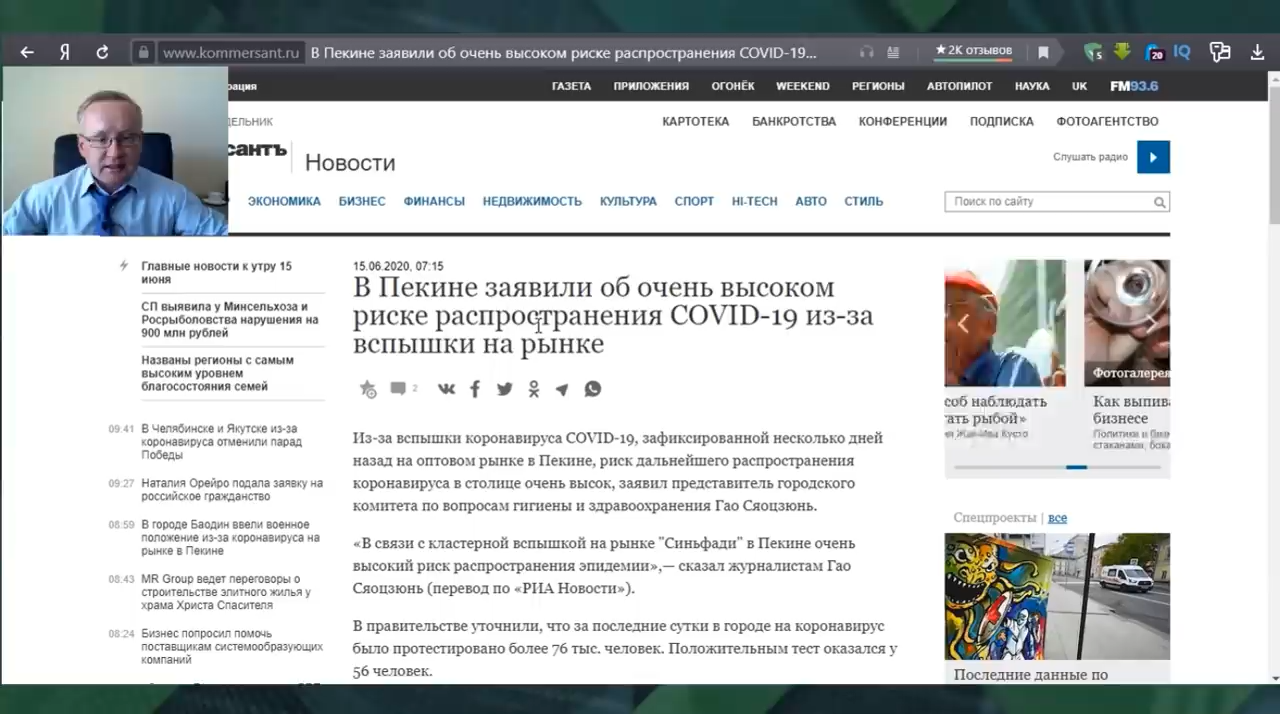 www.kommersant.ru В Пекине заявили об очень высоком риске распространения COVID-19...
★2K отзывов
5
20
IQ
рация
ГАЗЕТА ПРИЛОЖЕНИЯ ОГОНЁК WEEKEND РЕГИОНЫ АВТОПИЛОТ НАУКА UK FM93.6
ДЕЛЬНИК
КАРТОТЕКА БАНКРОТСТВА КОНФЕРЕНЦИИ ПОДПИСКА ФОТОАГЕНТСТВО
сантъ
Новости
Слушать радио
ЭКОНОМИКА БИЗНЕС ФИНАНСЫ НЕДВИЖИМОСТЬ КУЛЬТУРА СПОРТ HI-TECH АВТО СТИЛЬ
Поиск по сайту
Главные новости к утру 15
июня
СП выявила у Минсельхоза и
Росрыболовства нарушения на
900 млн рублей
Названы регионы с самым
высоким уровнем
благосостояния семей
09:41 В Челябинске и Якутске из-за
коронавируса отменили парад
Победы
09:27 Наталия Орейро подала заявку на
российское гражданство
08:59 В городе Баодин ввели военное
положение из-за коронавируса на
рынке в Пекине
08:43 MR Group ведет переговоры о
строительстве элитного жилья у
храма Христа Спасителя
08:24 Бизнес попросил помочь
поставщикам системообразующих
компаний
15.06.2020, 07:15
В Пекине заявили об очень высоком
риске распространения COVID-19 из-за
вспышки на рынке
2
Из-за вспышки коронавируса COVID-19, зафиксированной несколько дней
назад на оптовом рынке в Пекине, риск дальнейшего распространения
коронавируса в столице очень высок, заявил представитель городского
комитета по вопросам гигиены и здравоохранения Гао Сяоцзюнь.
«В связи с кластерной вспышкой на рынке "Синьфади" в Пекине очень
высокий риск распространения эпидемии»,— сказал журналистам Гао
Сяоцзюнь (перевод по «РИА Новости»).
В правительстве уточнили, что за последние сутки в городе на коронавирус
было протестировано более 76 тыс. человек. Положительным тест оказался у
56 человек.
Фотогалерея
соб наблюдать
гать рыбой»
Как выпива
бизнесе
Спецпроекты | все
Последние данные по